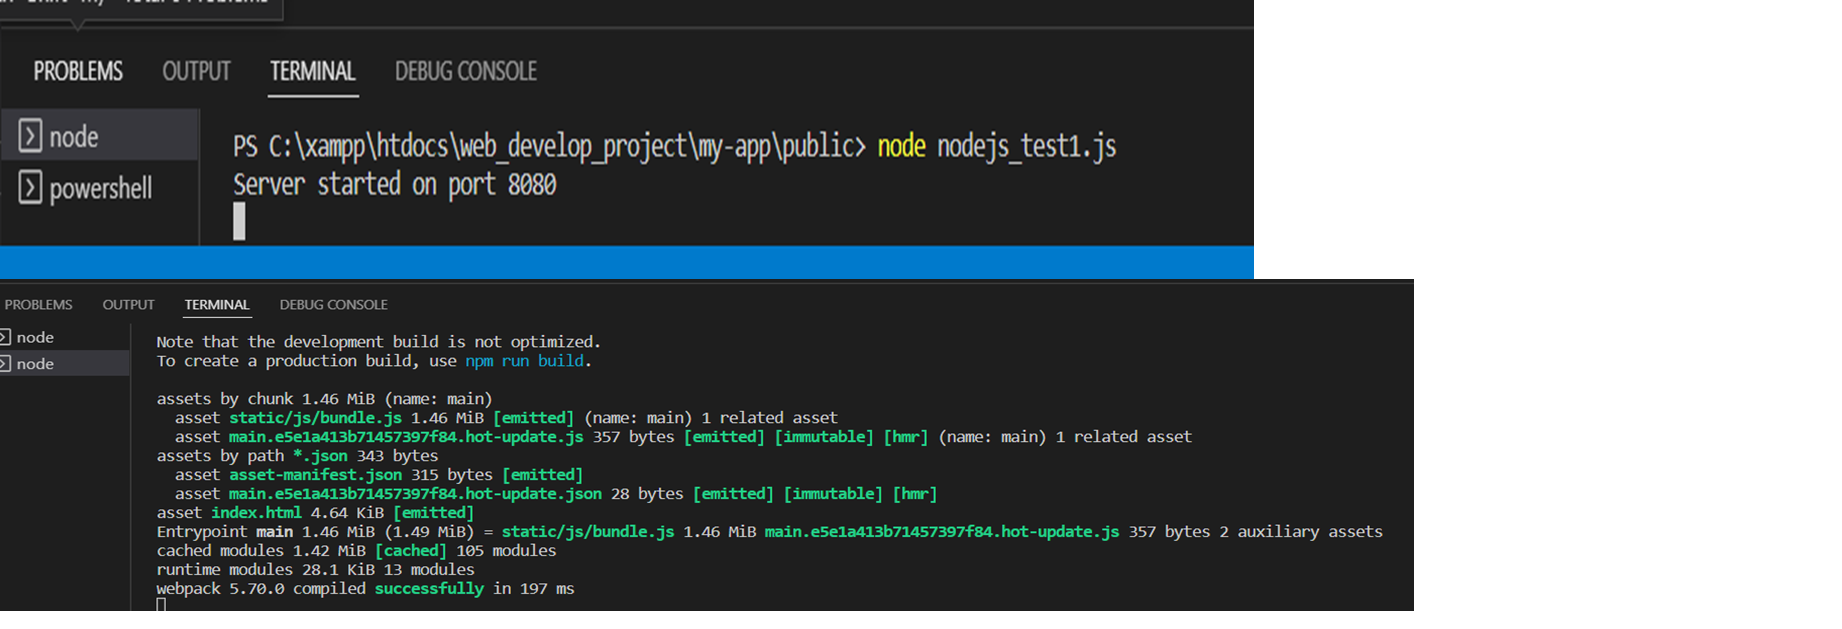 PROBLEMS OUTPUT TERMINAL DEBUG CONSOLE
node
powershell
PS C:\xampp\htdocs\web_develop_project\my-app\public> node nodejs_test1.js
Server started on port 8080
PROBLEMS OUTPUT TERMINAL DEBUG CONSOLE
node
node
Note that the development build is not optimized.
To create a production build, use npm run build.
assets by chunk 1.46 MiB (name: main)
asset static/js/bundle.js 1.46 MiB [emitted] (name: main) 1 related asset
asset main.e5e1a413b71457397f84.hot-update.js 357 bytes [emitted] [immutable] [hmr] (name: main) 1 related asset
assets by path *.json 343 bytes
asset asset-manifest.json 315 bytes [emitted]
asset main.e5e1a413b71457397f84.hot-update.json 28 bytes [emitted] [immutable] [hmr]
asset index.html 4.64 KiB [emitted]
Entrypoint main 1.46 MiB (1.49 MiB) = static/js/bundle.js 1.46 MiB main.e5e1a413b71457397f84.hot-update.js 357 bytes 2 auxiliary assets
cached modules 1.42 MiB [cached] 105 modules
runtime modules 28.1 KiB 13 modules
webpack 5.70.0 compiled successfully in 197 ms